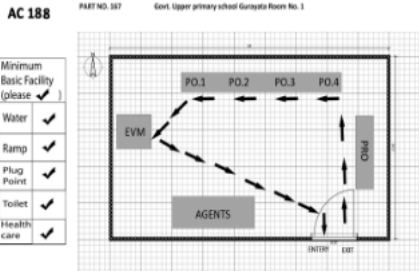 AC 188
PART NO. 167
Govt. Upper primary school Gurayata Room No. 1
Minimum
Basic Facility
(please ✔ )
Water ✔
Ramp ✔
Plug
Point ✔
Toilet ✔
Health
care ✔
PO.1 PO.2 PO.3 PO.4
EVM
PRO
AGENTS
ENTERY EXIT